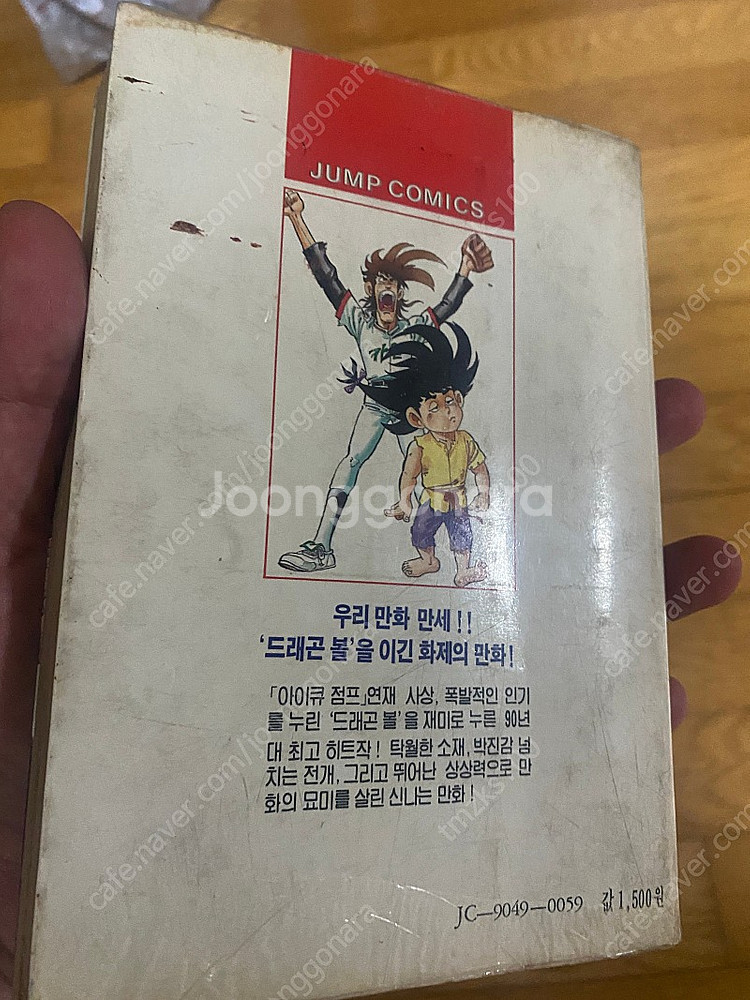 JUMP COMICS
Joonggonara
우리 만화 만세!!
'드래곤 볼'을 이긴 화제의 만화!
「아이큐 점프」연재 사상, 폭발적인 인기
를 누린 '드래곤 볼'을 재미로 누른 90년
대 최고 히트작! 탁월한 소재, 박진감 넘
치는 전개, 그리고 뛰어난 상상력으로 만
화의 묘미를 살린 신나는 만화!
JC—9049—0059 값 1,500원